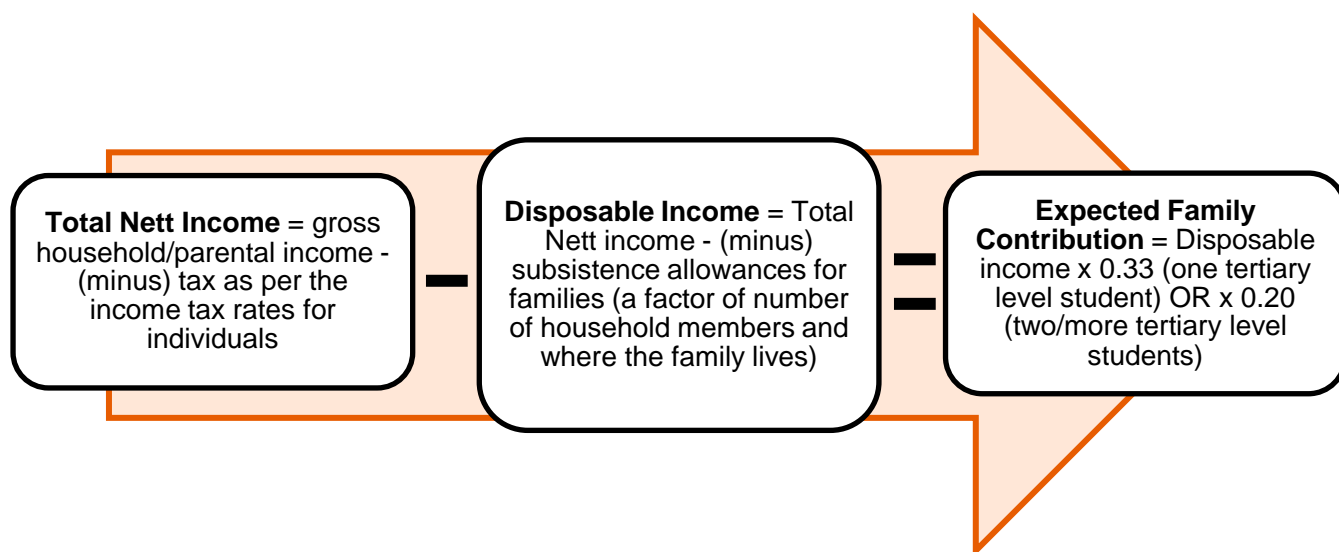 Total Nett Income = gross
household/parental income -
(minus) tax as per the
income tax rates for
individuals
Disposable Income = Total
Nett income - (minus)
subsistence allowances for
families (a factor of number
of household members and
where the family lives)
Expected Family
Contribution = Disposable
income x 0.33 (one tertiary
level student) OR x 0.20
(two/more tertiary level
students)